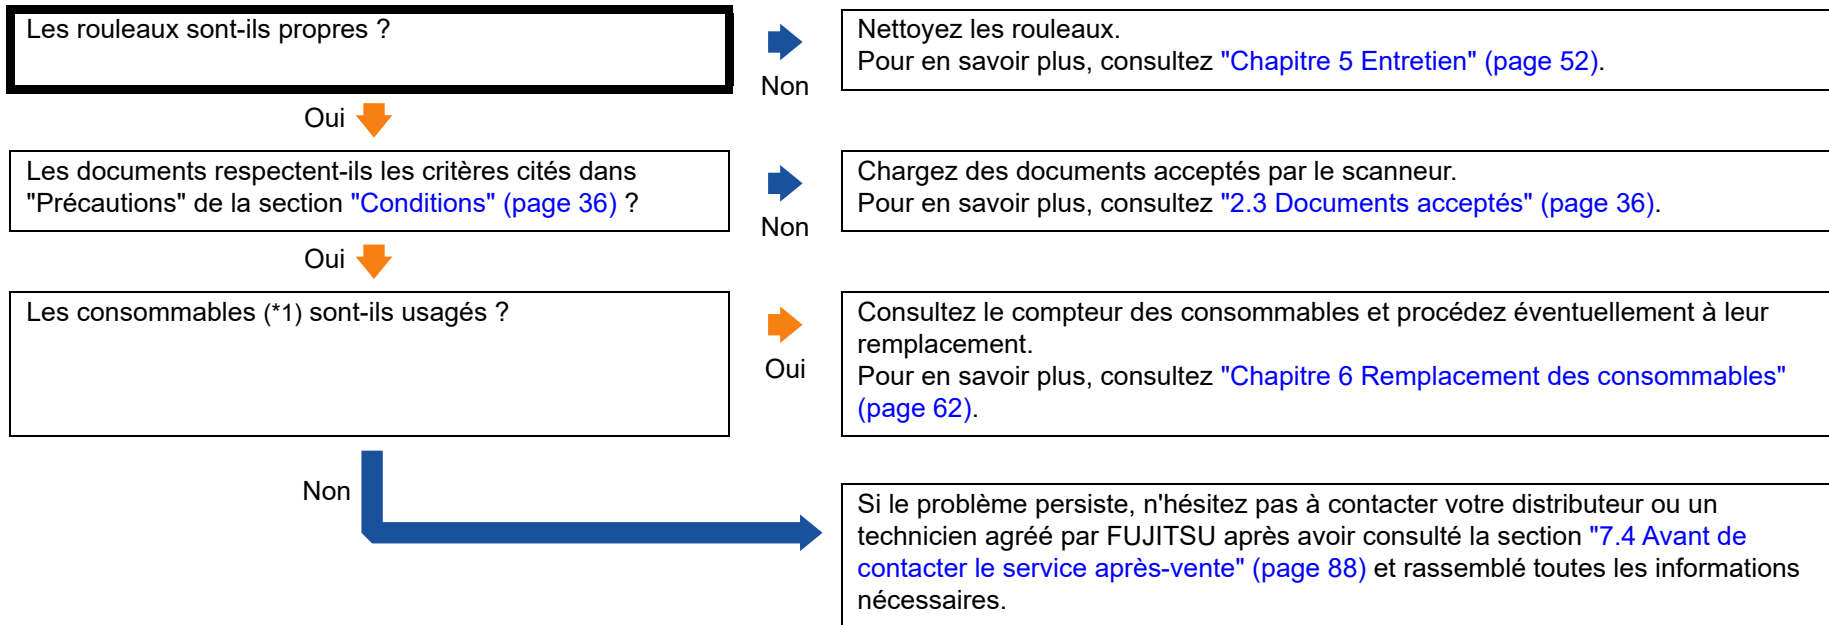 Les rouleaux sont-ils propres ?
Non
Nettoyez les rouleaux.
Pour en savoir plus, consultez "Chapitre 5 Entretien" (page 52).
Oui
Les documents respectent-ils les critères cités dans
"Précautions" de la section "Conditions" (page 36) ?
Non
Chargez des documents acceptés par le scanneur.
Pour en savoir plus, consultez "2.3 Documents acceptés" (page 36).
Oui
Les consommables (*1) sont-ils usagés ?
Oui
Consultez le compteur des consommables et procédez éventuellement à leur
remplacement.
Pour en savoir plus, consultez "Chapitre 6 Remplacement des consommables"
(page 62).
Non
Si le problème persiste, n'hésitez pas à contacter votre distributeur ou un
technicien agréé par FUJITSU après avoir consulté la section "7.4 Avant de
contacter le service après-vente" (page 88) et rassemblé toutes les informations
nécessaires.